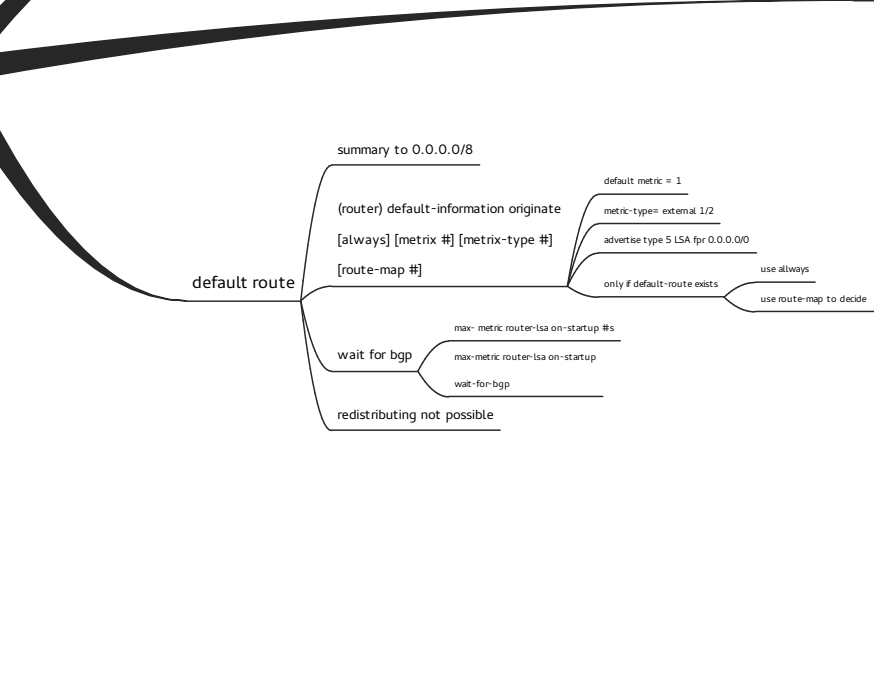 summary to 0.0.0.0/8
default metric = 1
(router) default-information originate
[always] [metrix #] [metrix-type #]
[route-map #]
metric-type= external 1/2
advertise type 5 LSA fpr 0.0.0.0/0
only if default-route exists
use allways
use route-map to decide
default route
wait for bgp
max- metric router-lsa on-startup #s
max-metric router-lsa on-startup
wait-for-bgp
redistributing not possible